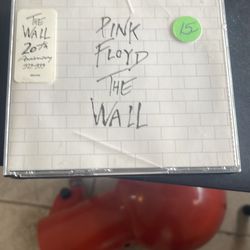 THE
WALL
20th
Anniversary
PINK
FLOYD
THE
WALL
15